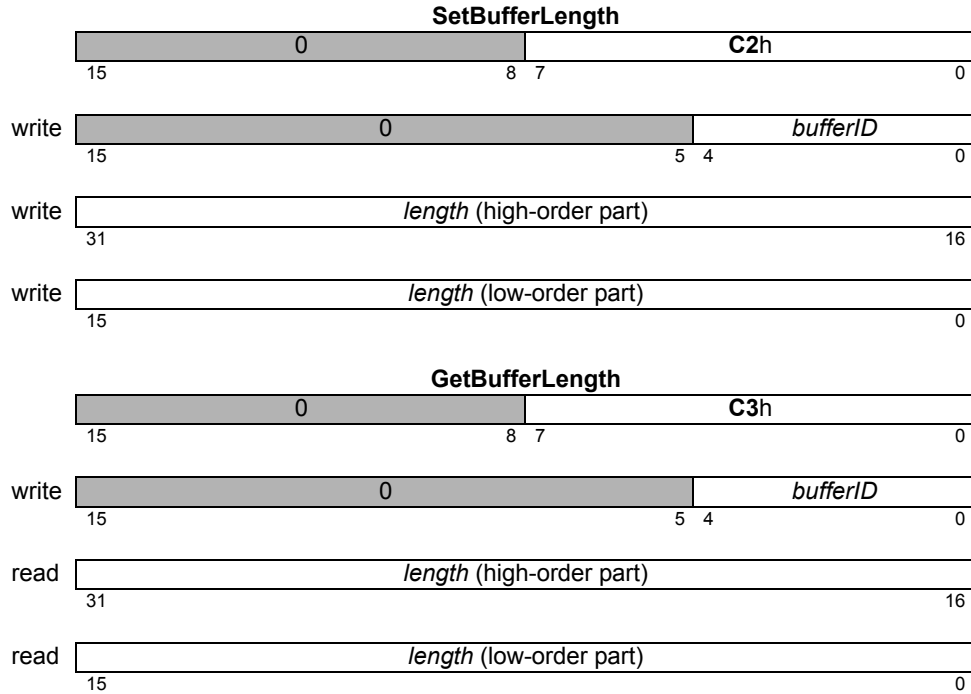 SetBufferLength
0 C2h
15 8 7 0
write 0 bufferID
15 5 4 0
write length (high-order part)
31 16
write length (low-order part)
15 0
GetBufferLength
0 C3h
15 8 7 0
write 0 bufferID
15 5 4 0
read length (high-order part)
31 16
read length (low-order part)
15 0